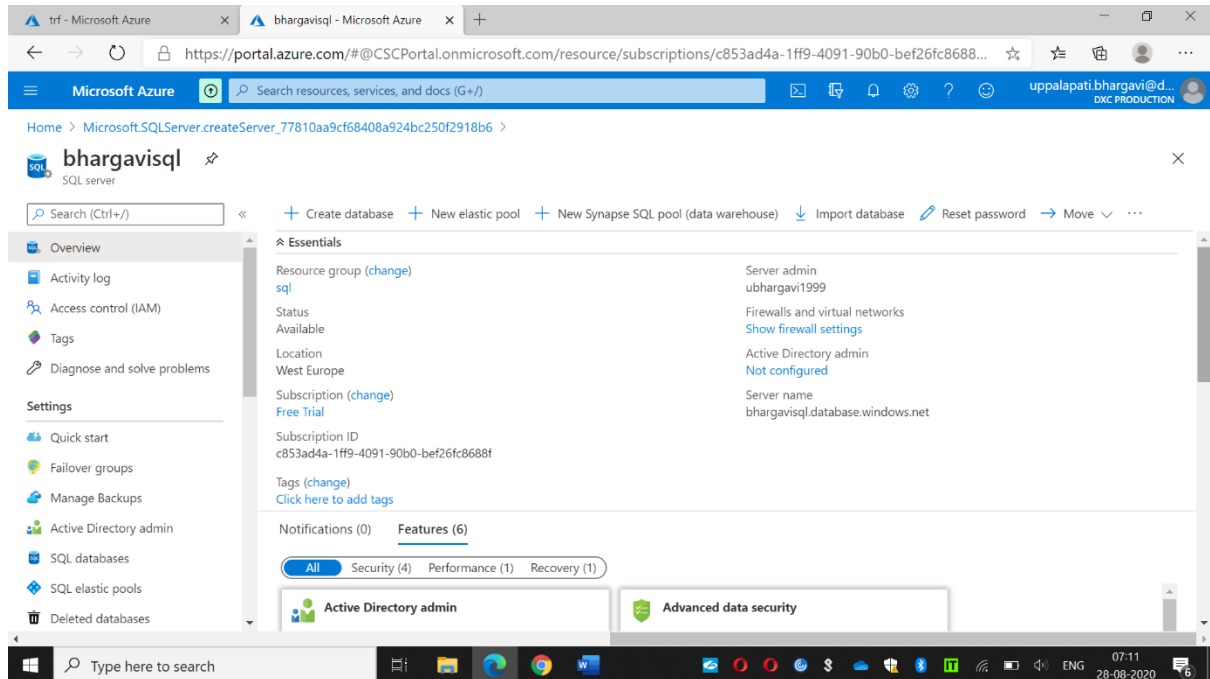 trf - Microsoft Azure
bhargavisql - Microsoft Azure
https://portal.azure.com/#@CSCPortal.onmicrosoft.com/resource/subscriptions/c853ad4a-1ff9-4091-90b0-bef26fc8688...
Microsoft Azure
Search resources, services, and docs (G+/)
uppalapati.bhargavi@d...
DXC PRODUCTION
Home > Microsoft.SQLServer.createServer_77810aa9cf68408a924bc250f2918b6 >
bhargavisql
SQL server
Search (Ctrl+/)
Overview
Activity log
Access control (IAM)
Tags
Diagnose and solve problems
Settings
Quick start
Failover groups
Manage Backups
Active Directory admin
SQL databases
SQL elastic pools
Deleted databases
Create database
New elastic pool
New Synapse SQL pool (data warehouse)
Import database
Reset password
Move
Essentials
Resource group (change)
sql
Status
Available
Location
West Europe
Subscription (change)
Free Trial
Subscription ID
c853ad4a-1ff9-4091-90b0-bef26fc8688f
Tags (change)
Click here to add tags
Server admin
ubhargavi1999
Firewalls and virtual networks
Show firewall settings
Active Directory admin
Not configured
Server name
bhargavisql.database.windows.net
Notifications (0)
Features (6)
All
Security (4)
Performance (1)
Recovery (1)
Active Directory admin
Advanced data security
Type here to search
ENG
07:11
28-08-2020
6